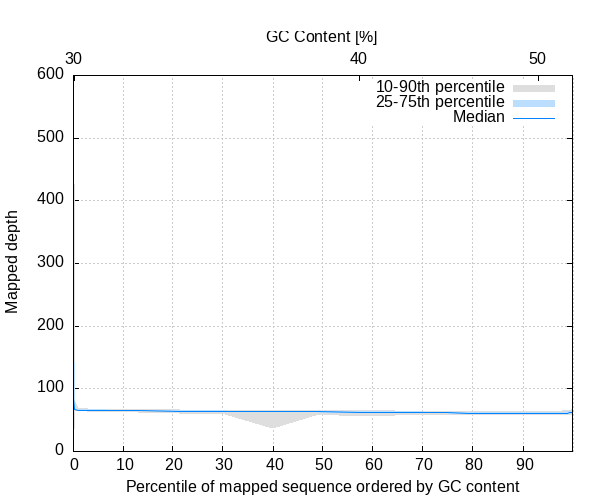 GC Content [%]
30 40 50
600
10-90th percentile
25-75th percentile
Median
500
400
300
200
100
0
Mapped depth
0 10 20 30 40 50 60 70 80 90
Percentile of mapped sequence ordered by GC content